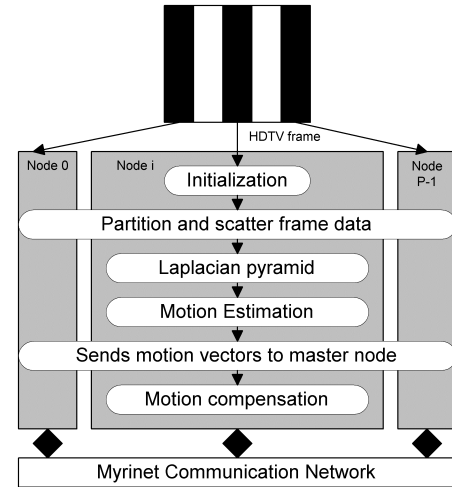 HDTV frame
Node 0
Node i
Node
P-1
Initialization
Partition and scatter frame data
Laplacian pyramid
Motion Estimation
Sends motion vectors to master node
Motion compensation
Myrinet Communication Network